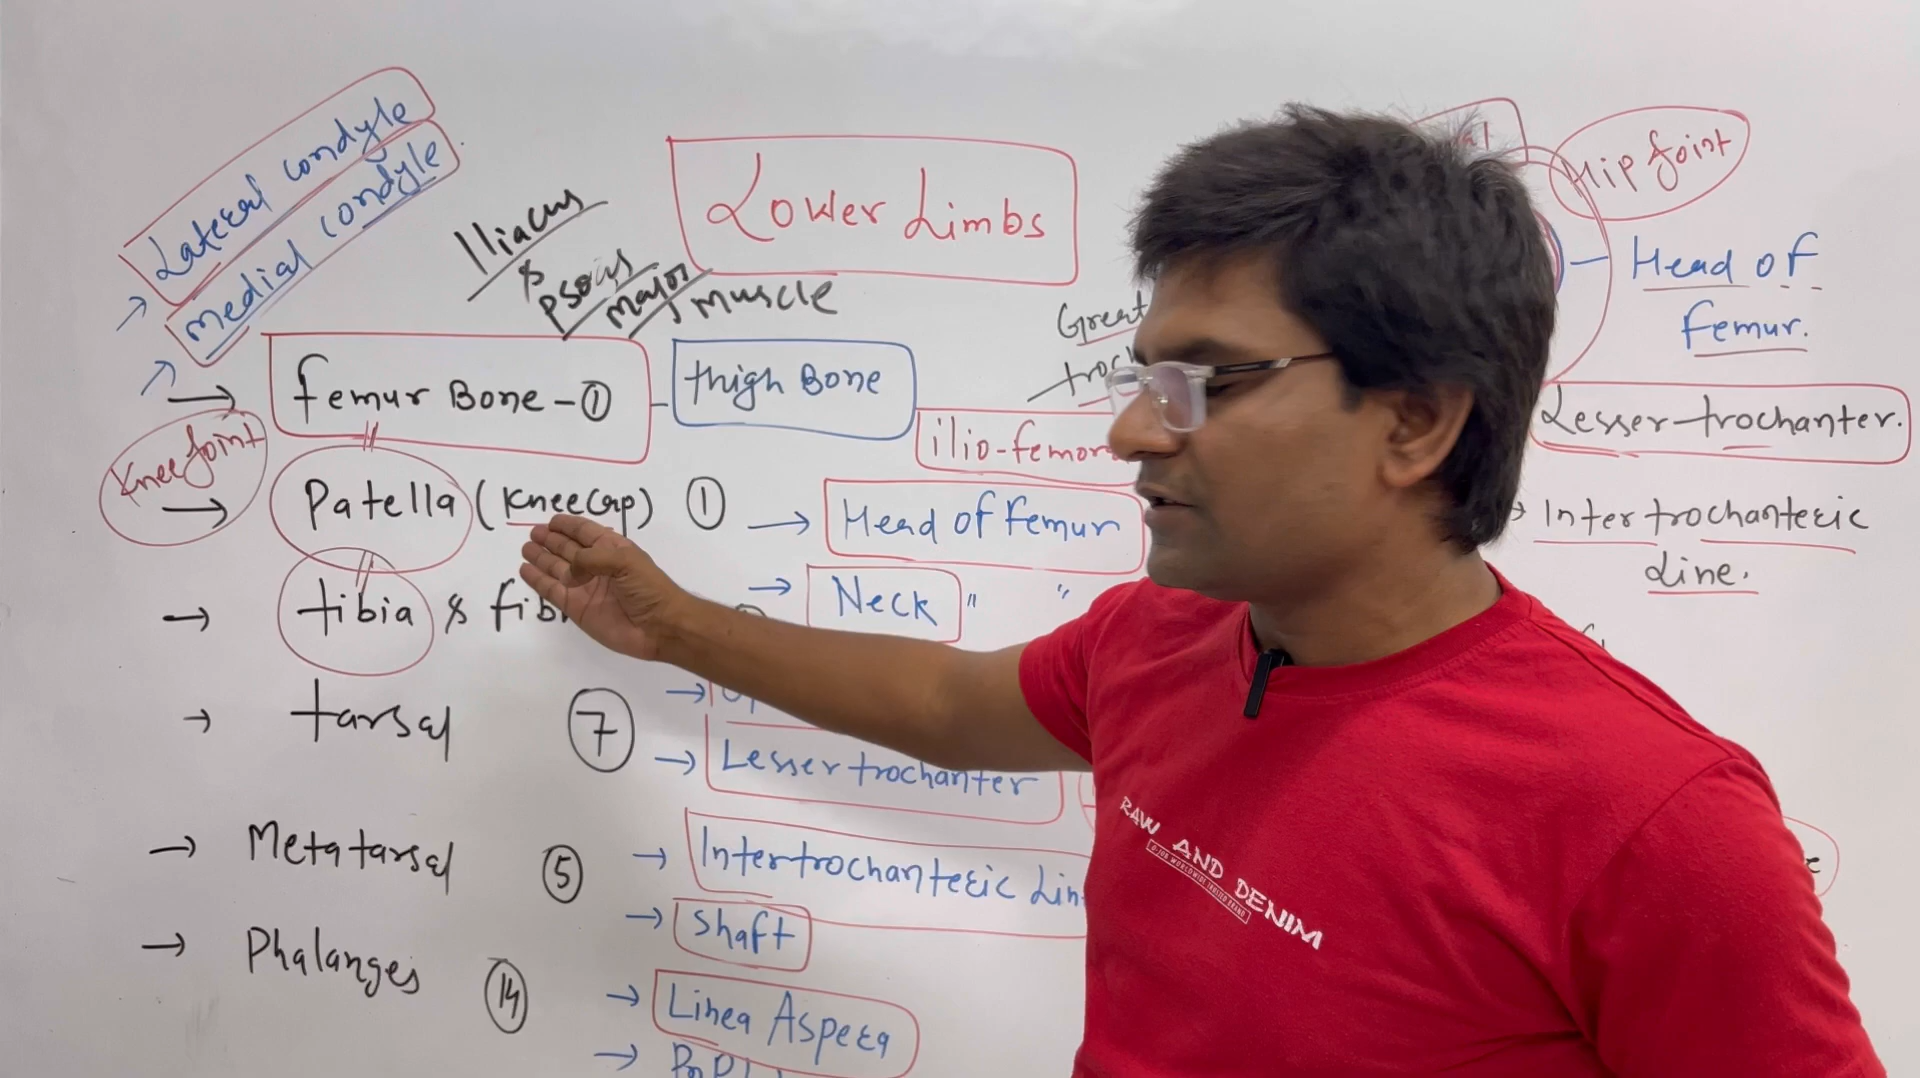 Lateral condyle
medial condyle
Iliacus
&
Psoas
major
muscle
Lower Limbs
Hip Joint
Head of
Femur.
Great
Femur Bone - ①
thigh Bone
ilio-femor
Lesser trochanter.
Knee Joint
Patella (Kneecap) ①
Head of Femur
Inter trochanteric
Line.
tibia & fib
Neck " "
tarsal ⑦
Lesser trochanter
Metatarsal ⑤
Intertrochanteric Lin
Shaft
Phalanges ⑭
Linea Aspera
RAW AND DENIM